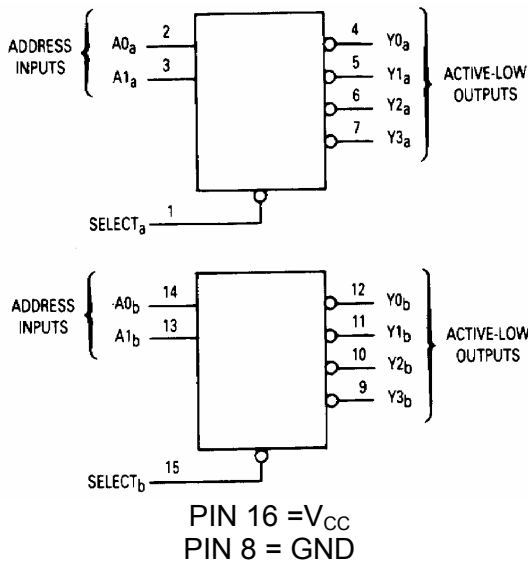 ADDRESS
INPUTS
A0a 2
A1a 3
4 Y0a
5 Y1a
6 Y2a
7 Y3a
ACTIVE-LOW
OUTPUTS
SELECTa 1
ADDRESS
INPUTS
A0b 14
A1b 13
12 Y0b
11 Y1b
10 Y2b
9 Y3b
ACTIVE-LOW
OUTPUTS
SELECTb 15
PIN 16 =VCC
PIN 8 = GND